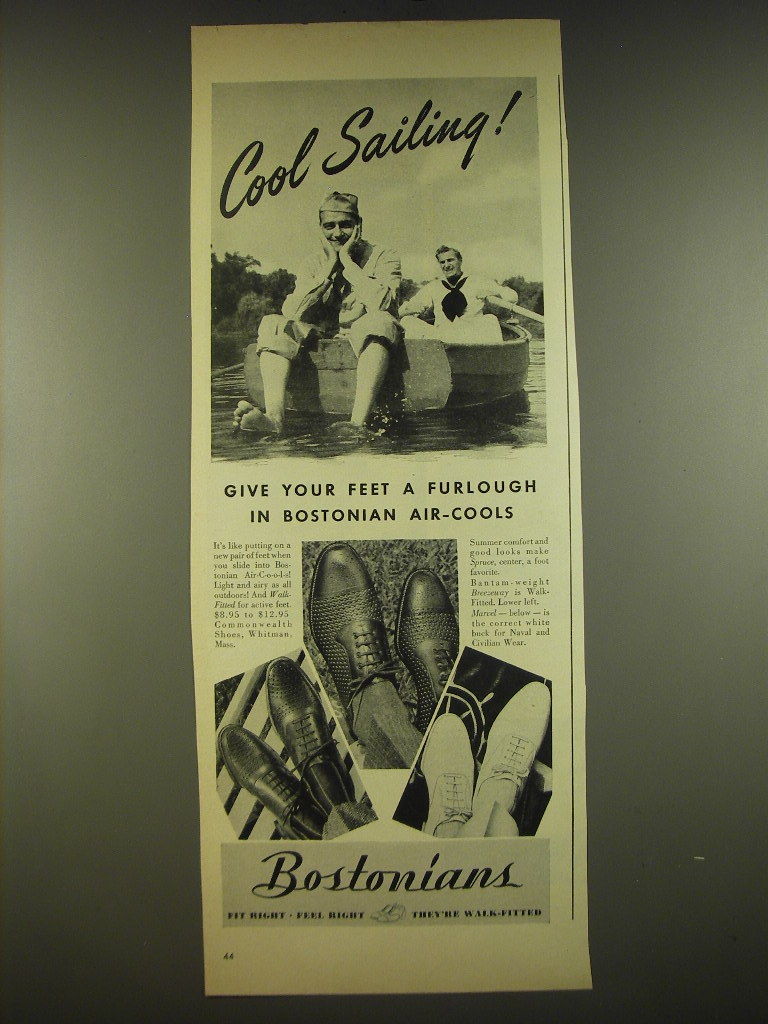 Cool Sailing!
GIVE YOUR FEET A FURLOUGH
IN BOSTONIAN AIR-COOLS
It's like putting on a
new pair of feet when
you slide into Bos-
tonian Air-C-o-o-l-s!
Light and airy as all
outdoors! And Walk-
Fitted for active feet.
$8.95 to $12.95
Commonwealth
Shoes, Whitman,
Mass.
Summer comfort and
good looks make
Spruce, center, a foot
favorite.
Bantam-weight
Breezeway is Walk-
Fitted. Lower left.
Marvel — below — is
the correct white
buck for Naval and
Civilian Wear.
Bostonians
FIT RIGHT · FEEL RIGHT THEY'RE WALK-FITTED
44